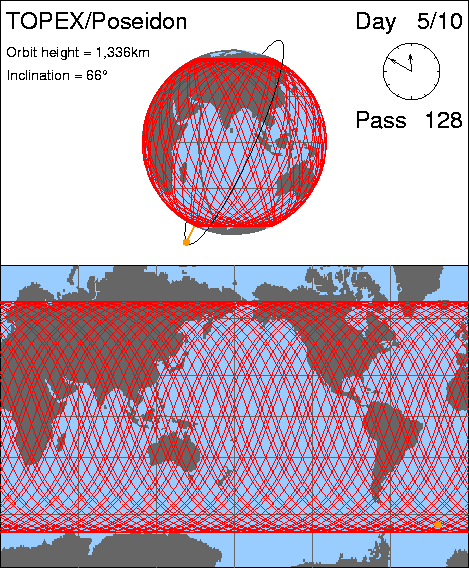 TOPEX/Poseidon
Day 5/10
Orbit height = 1,336km
Inclination = 66°
Pass 128